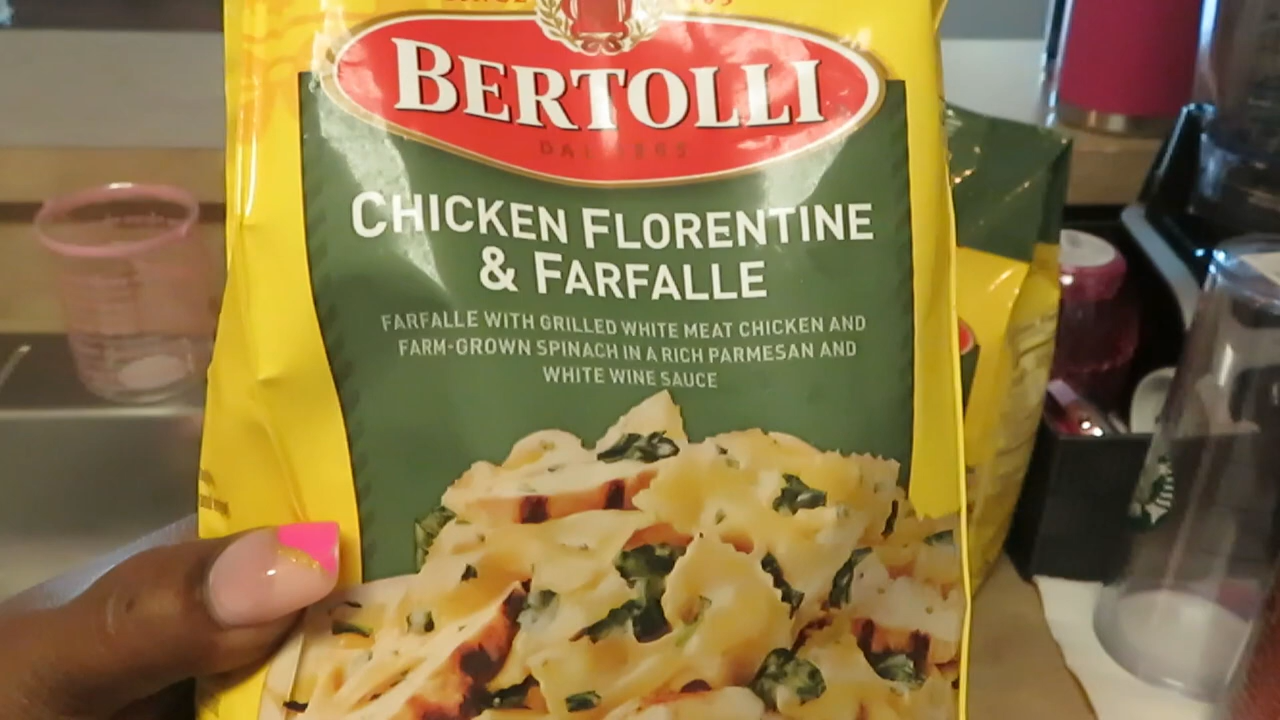 BERTOLLI
CHICKEN FLORENTINE
& FARFALLE
FARFALLE WITH GRILLED WHITE MEAT CHICKEN AND
FARM-GROWN SPINACH IN A RICH PARMESAN AND
WHITE WINE SAUCE